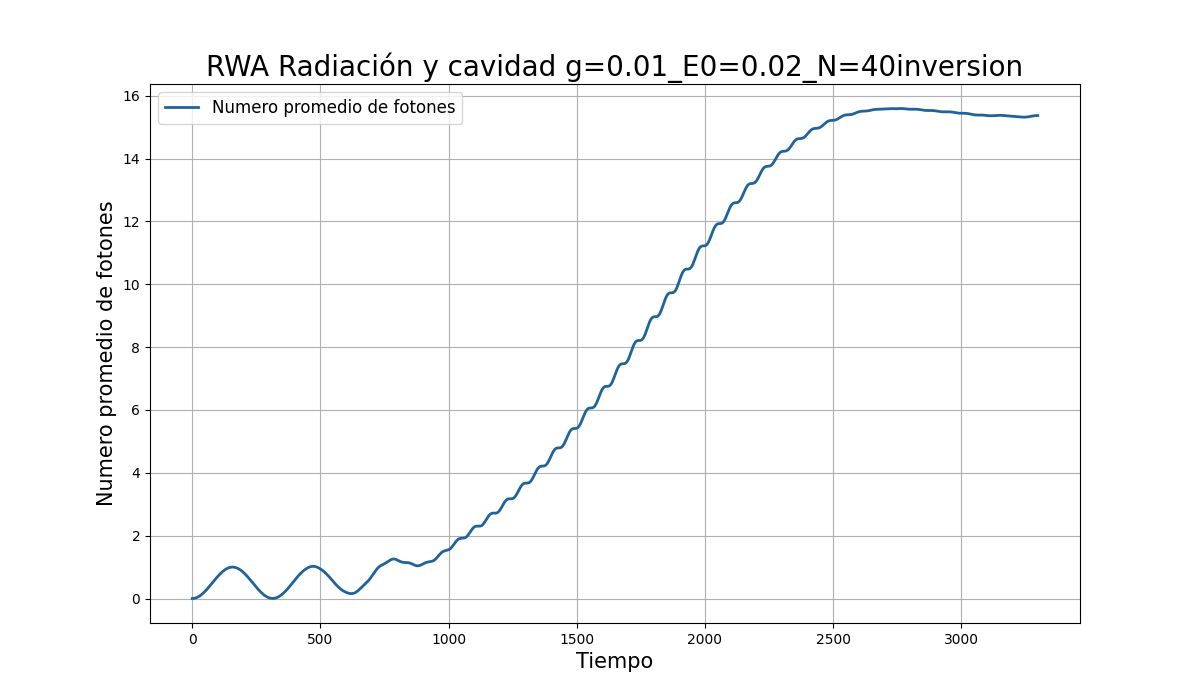 RWA Radiación y cavidad g=0.01_E0=0.02_N=40inversion
Numero promedio de fotones
Numero promedio de fotones
16
14
12
10
8
6
4
2
0
0 500 1000 1500 2000 2500 3000
Tiempo